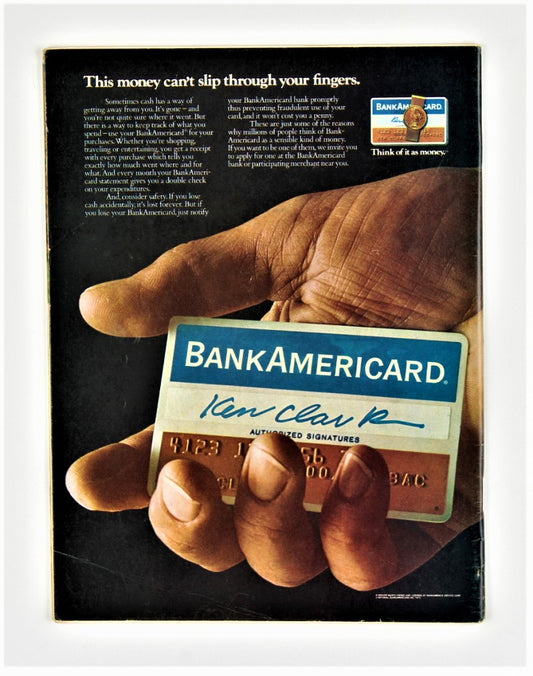 This money can't slip through your fingers.
Sometimes cash has a way of
getting away from you. It's gone – and
you're not quite sure where it went. But
there is a way to keep track of what you
spend – use your BankAmericard® for your
purchases. Whether you're shopping,
traveling or entertaining, you get a receipt
with every purchase which tells you
exactly how much went where and for
what. And every month your BankAmeri-
card statement gives you a double check
on your expenditures.
And, consider safety. If you lose
cash accidentally, it's lost forever. But if
you lose your BankAmericard, just notify
your BankAmericard bank promptly
thus preventing fraudulent use of your
card, and it won't cost you a penny.
These are just some of the reasons
why millions of people think of Bank-
Americard as a sensible kind of money.
If you want to be one of them, we invite you
to apply for one at the BankAmericard
bank or participating merchant near you.
BANKAMERICARD
Think of it as money.
BANKAMERICARD®
Ken Clark
AUTHORIZED SIGNATURES
4123
BAC